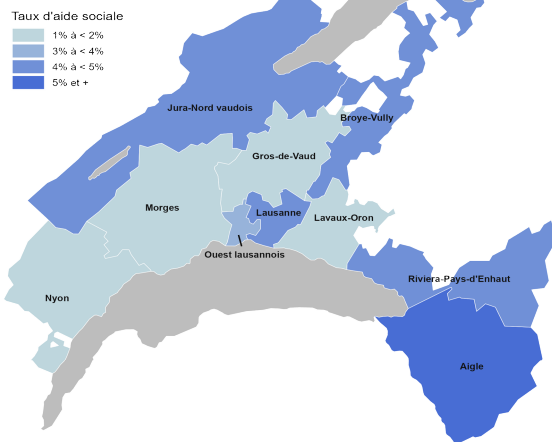 Taux d'aide sociale
1% à < 2%
3% à < 4%
4% à < 5%
5% et +
Jura-Nord vaudois
Broye-Vully
Gros-de-Vaud
Morges
Lausanne
Lavaux-Oron
Ouest lausannois
Riviera-Pays-d'Enhaut
Nyon
Aigle